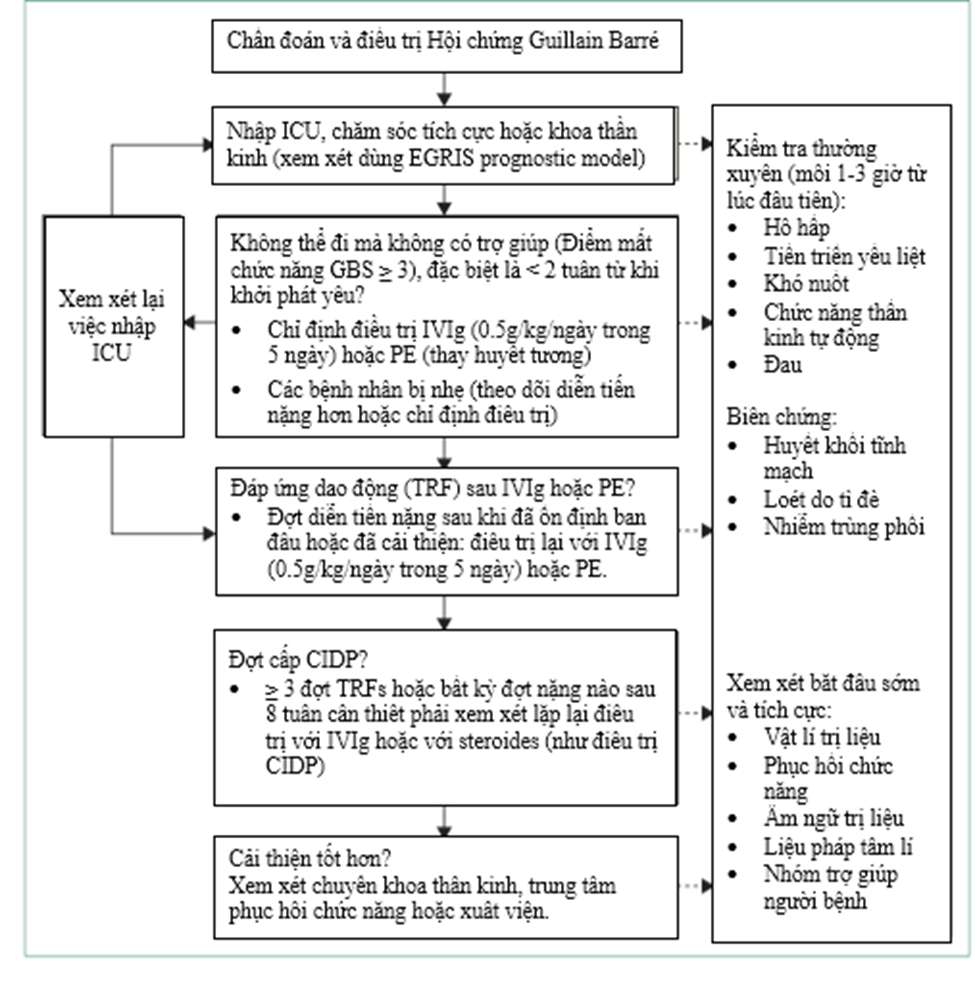 Chẩn đoán và điều trị Hội chứng Guillain Barré
Nhập ICU, chăm sóc tích cực hoặc khoa thần
kinh (xem xét dùng EGRIS prognostic model)
Xem xét lại
việc nhập
ICU
Không thể đi mà không có trợ giúp (Điểm mất
chức năng GBS ≥ 3), đặc biệt là < 2 tuần từ khi
khởi phát yếu?
• Chỉ định điều trị IVIg (0.5g/kg/ngày trong
5 ngày) hoặc PE (thay huyết tương)
• Các bệnh nhân bị nhẹ (theo dõi diễn tiến
nặng hơn hoặc chỉ định điều trị)
Đáp ứng dao động (TRF) sau IVIg hoặc PE?
• Đợt diễn tiến nặng sau khi đã ổn định ban
đầu hoặc đã cải thiện: điều trị lại với IVIg
(0.5g/kg/ngày trong 5 ngày) hoặc PE.
Đợt cấp CIDP?
• ≥ 3 đợt TRFs hoặc bất kỳ đợt nặng nào sau
8 tuần cần thiết phải xem xét lặp lại điều
trị với IVIg hoặc với steroides (như điều trị
CIDP)
Cải thiện tốt hơn?
Xem xét chuyên khoa thần kinh, trung tâm
phục hồi chức năng hoặc xuất viện.
Kiểm tra thường
xuyên (mỗi 1-3 giờ từ
lúc đầu tiên):
• Hô hấp
• Tiến triển yếu liệt
• Khó nuốt
• Chức năng thần
kinh tự động
• Đau
Biến chứng:
• Huyết khối tĩnh
mạch
• Loét do tì đè
• Nhiễm trùng phổi
Xem xét bắt đầu sớm
và tích cực:
• Vật lí trị liệu
• Phục hồi chức
năng
• Âm ngữ trị liệu
• Liệu pháp tâm lí
• Nhóm trợ giúp
người bệnh